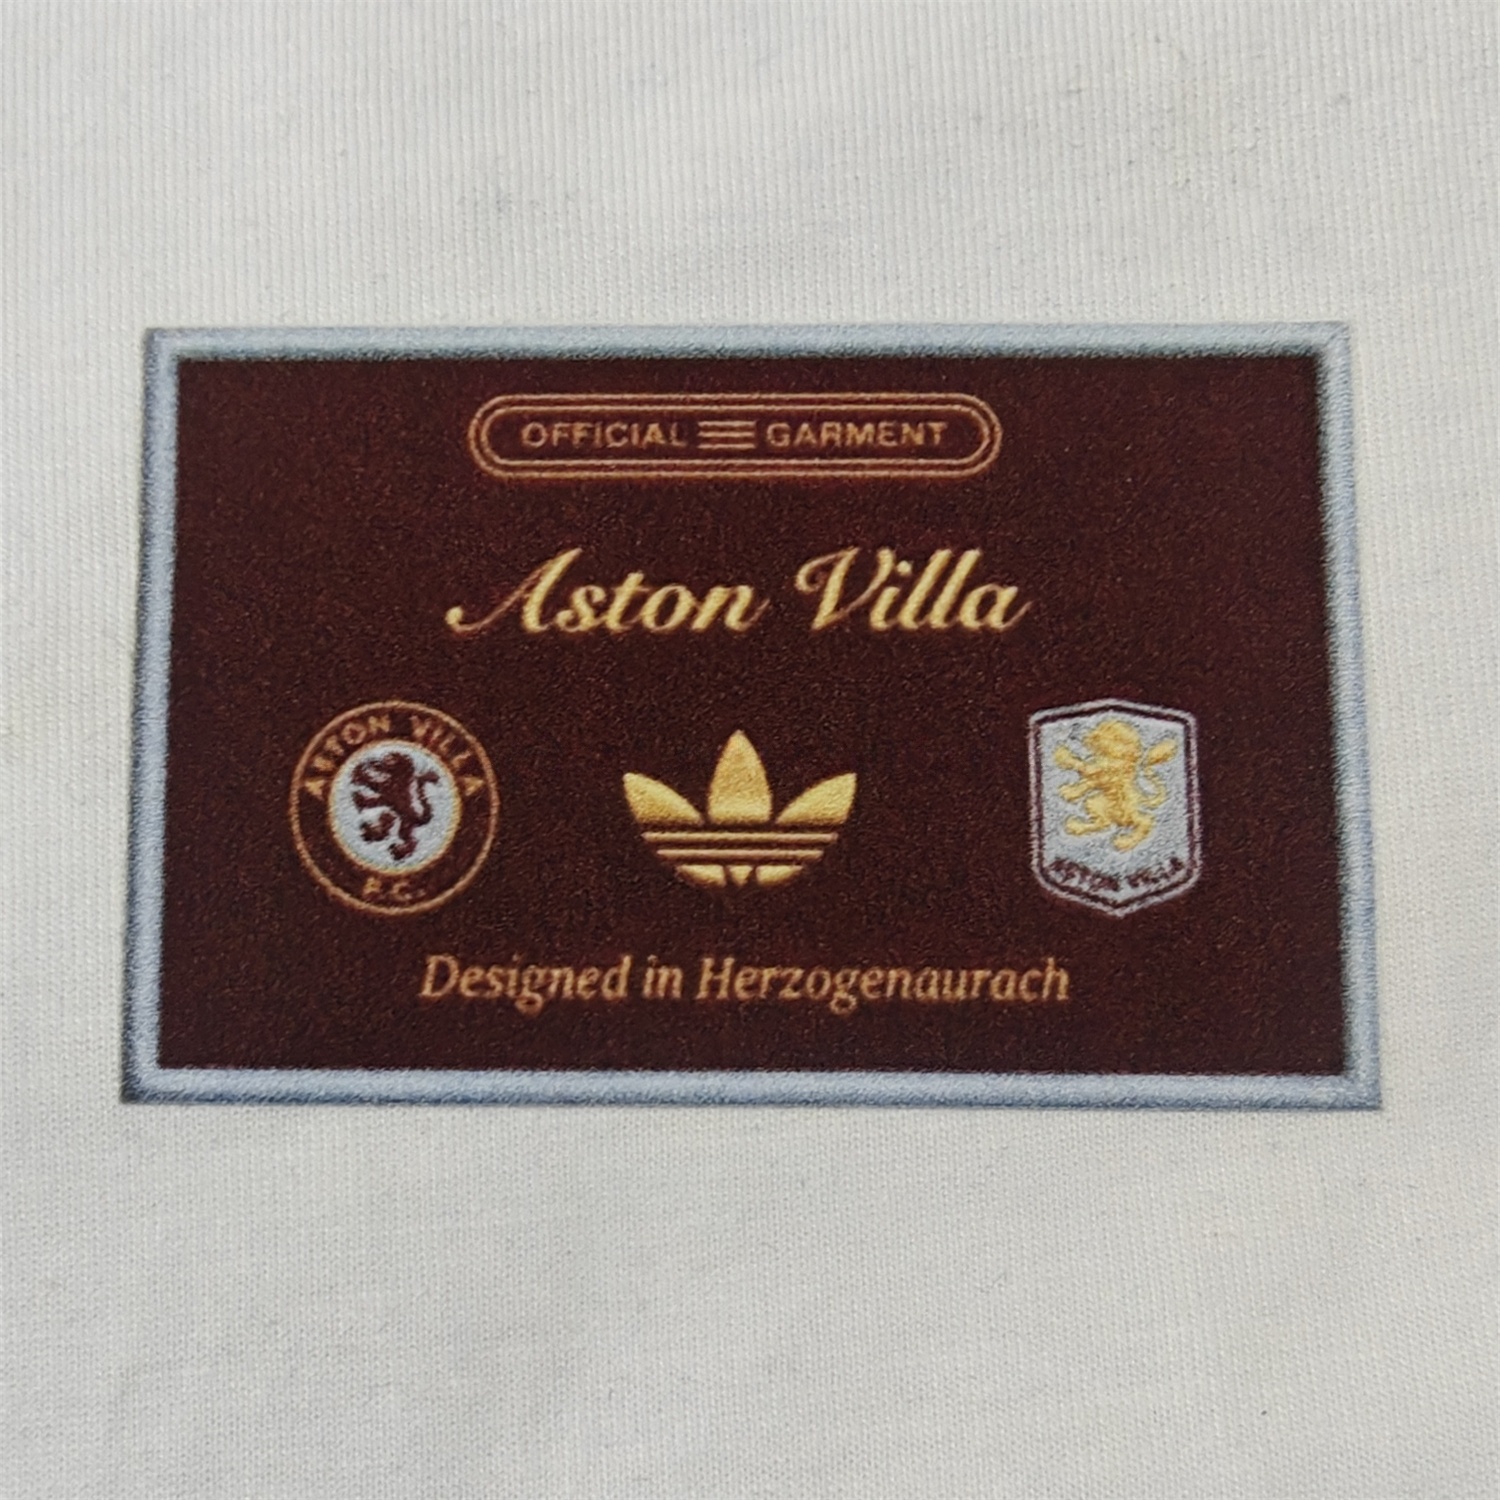 OFFICIAL GARMENT
Aston Villa
ASTON VILLA
F.C.
ASTON VILLA
Designed in Herzogenaurach